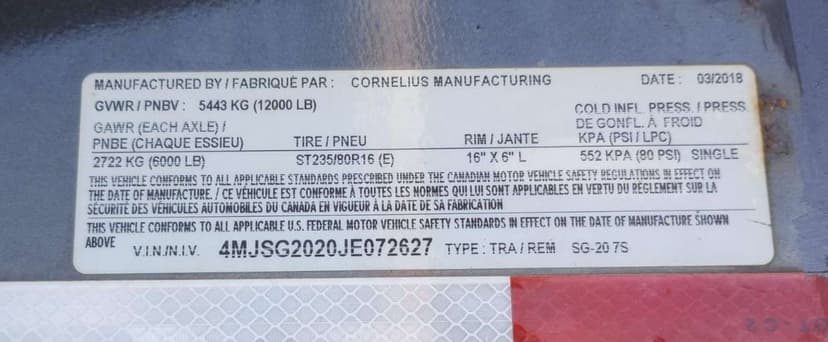 MANUFACTURED BY / FABRIQUÉ PAR : CORNELIUS MANUFACTURING DATE : 03/2018
GVWR / PNBV : 5443 KG (12000 LB)
COLD INFL. PRESS. / PRESS.
GAWR (EACH AXLE) / DE GONFL. À FROID
PNBE (CHAQUE ESSIEU) TIRE / PNEU RIM / JANTE KPA (PSI / LPC)
2722 KG (6000 LB) ST235/80R16 (E) 16" X 6" L 552 KPA (80 PSI) SINGLE
THIS VEHICLE CONFORMS TO ALL APPLICABLE STANDARDS PRESCRIBED UNDER THE CANADIAN MOTOR VEHICLE SAFETY REGULATIONS IN EFFECT ON
THE DATE OF MANUFACTURE. / CE VÉHICULE EST CONFORME À TOUTES LES NORMES QUI LUI SONT APPLICABLES EN VERTU DU RÈGLEMENT SUR LA
SÉCURITÉ DES VÉHICULES AUTOMOBILES DU CANADA EN VIGUEUR À LA DATE DE SA FABRICATION
THIS VEHICLE CONFORMS TO ALL APPLICABLE U.S. FEDERAL MOTOR VEHICLE SAFETY STANDARDS IN EFFECT ON THE DATE OF MANUFACTURE SHOWN
ABOVE
V.I.N./N.I.V. 4MJSG2020JE072627 TYPE : TRA / REM SG-20 7S